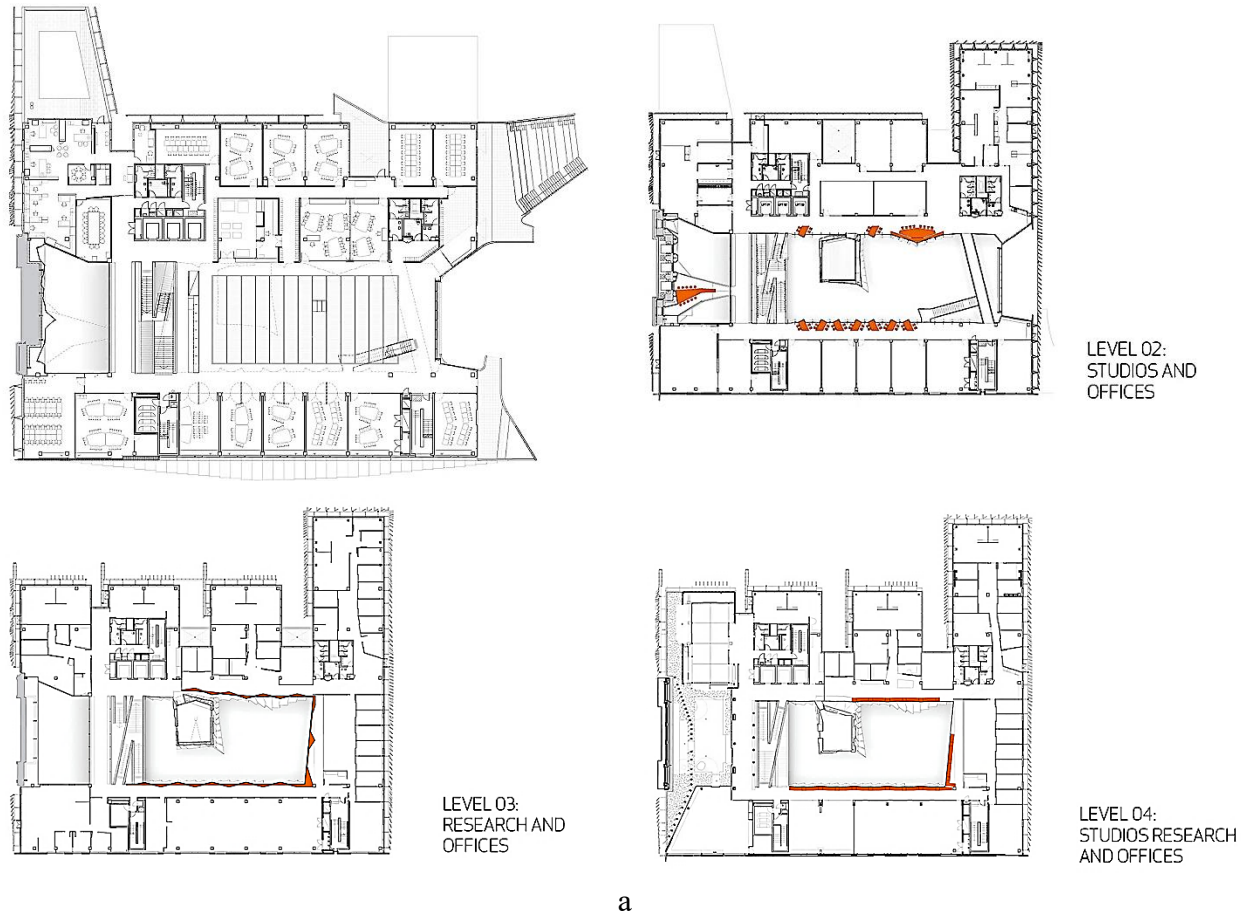 LEVEL 02:
STUDIOS AND
OFFICES
LEVEL 03:
RESEARCH AND
OFFICES
LEVEL 04:
STUDIOS RESEARCH
AND OFFICES
a